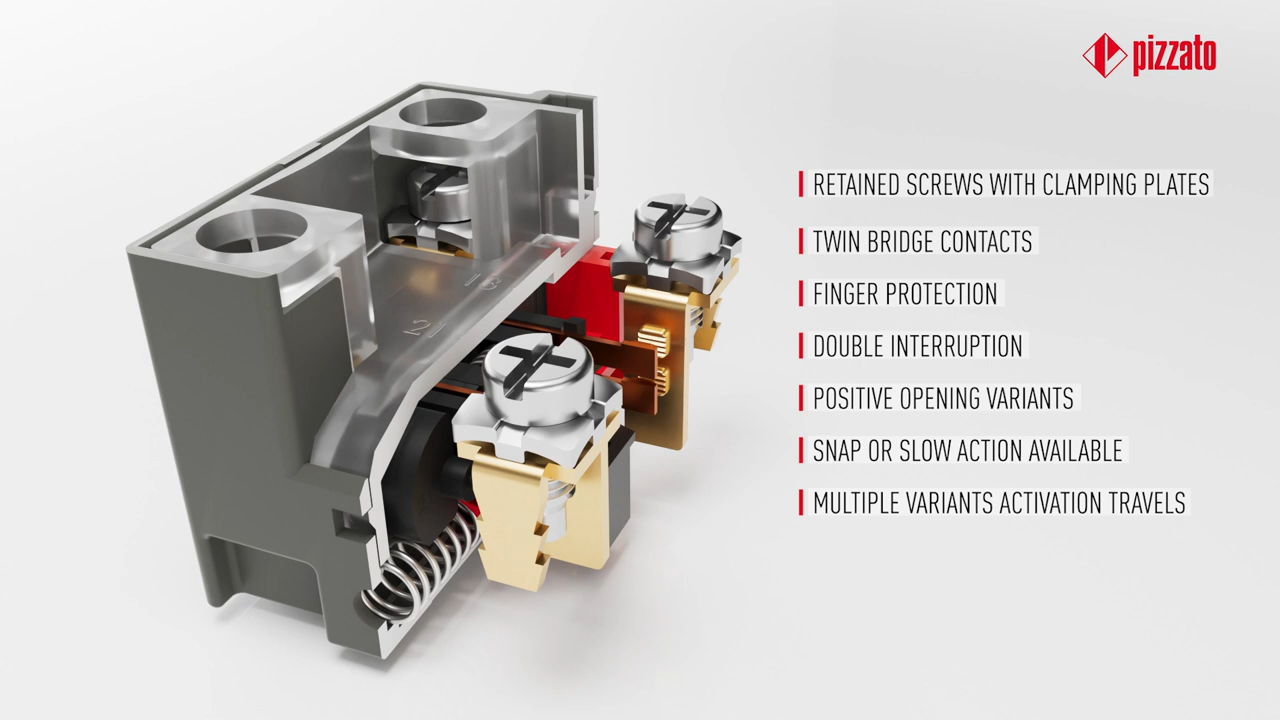 pizzato
RETAINED SCREWS WITH CLAMPING PLATES
TWIN BRIDGE CONTACTS
FINGER PROTECTION
DOUBLE INTERRUPTION
POSITIVE OPENING VARIANTS
SNAP OR SLOW ACTION AVAILABLE
MULTIPLE VARIANTS ACTIVATION TRAVELS